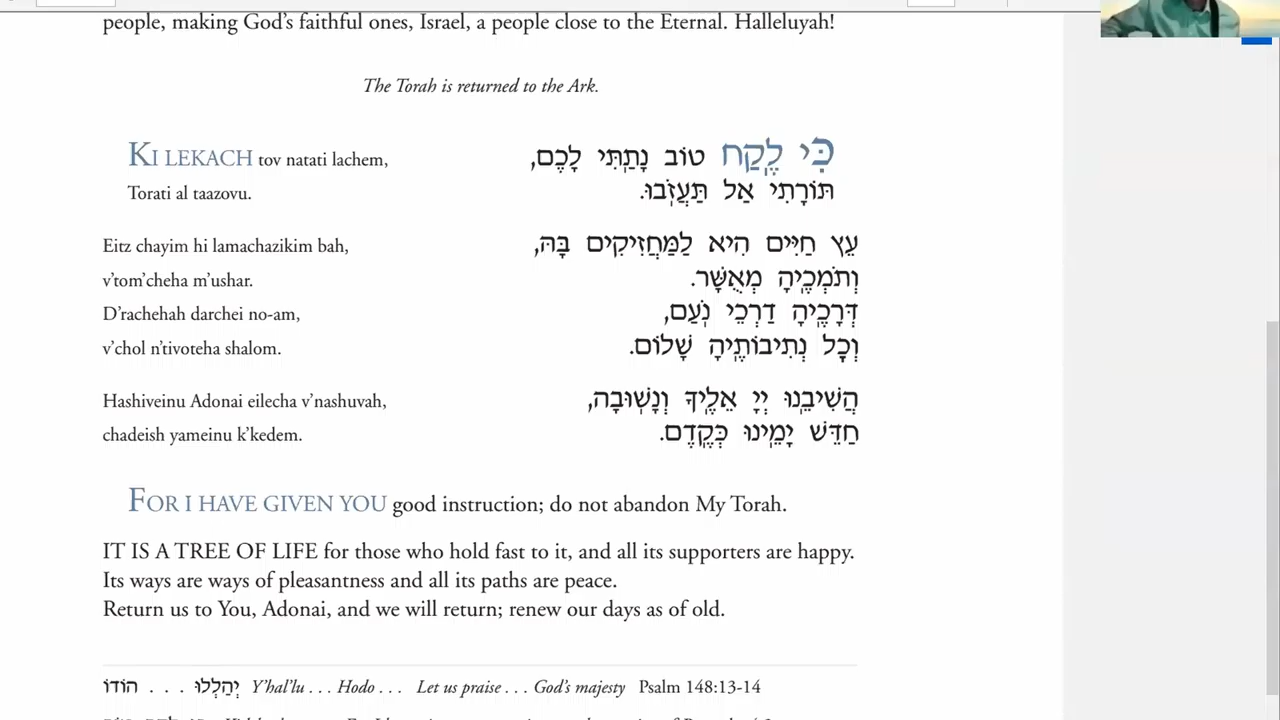 people, making God's faithful ones, Israel, a people close to the Eternal. Halleluyah!
The Torah is returned to the Ark.
KI LEKACH tov natati lachem,
Torati al taazovu.
כִּי לֶֽקַח טוֹב נָתַֽתִּי לָכֶם,
תּוֹרָתִי אַל תַּעֲזֹֽבוּ.
Eitz chayim hi lamachazikim bah,
v'tom'cheha m'ushar.
D'rachehah darchei no-am,
v'chol n'tivoteha shalom.
עֵץ חַיִּים הִיא לַמַּחֲזִיקִים בָּהּ,
וְתֹמְכֶֽיהָ מְאֻשָּׁר.
דְּרָכֶֽיהָ דַרְכֵי נֹֽעַם,
וְכׇל נְתִיבוֹתֶֽיהָ שָׁלוֹם.
Hashiveinu Adonai eilecha v'nashuvah,
chadeish yameinu k'kedem.
הֲשִׁיבֵֽנוּ יְיָ אֵלֶֽיךָ וְנָשֽׁוּבָה,
חַדֵּשׁ יָמֵֽינוּ כְּקֶֽדֶם.
FOR I HAVE GIVEN YOU good instruction; do not abandon My Torah.
IT IS A TREE OF LIFE for those who hold fast to it, and all its supporters are happy.
Its ways are ways of pleasantness and all its paths are peace.
Return us to You, Adonai, and we will return; renew our days as of old.
יְהַלְלוּ . . . הוֹדוֹ Y'hal'lu . . . Hodo . . . Let us praise . . . God's majesty Psalm 148:13-14